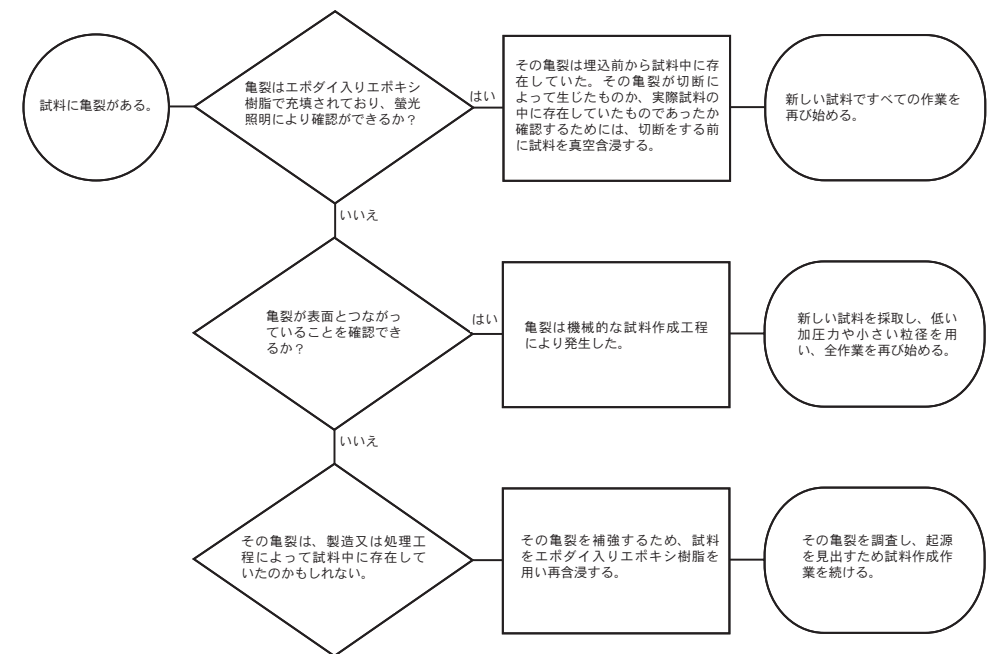 試料に亀裂がある。
亀裂はエポダイ入りエポキシ
樹脂で充填されており、螢光
照明により確認ができるか？
はい
その亀裂は埋込前から試料中に存
在していた。その亀裂が切断に
よって生じたものか、実際試料の
中に存在していたものであったか
確認するためには、切断をする前
に試料を真空含浸する。
新しい試料ですべての作業を
再び始める。
いいえ
亀裂が表面とつながっ
ていることを確認でき
るか？
はい
亀裂は機械的な試料作成工程
により発生した。
新しい試料を採取し、低い
加圧力や小さい粒径を用
い、全作業を再び始める。
いいえ
その亀裂は、製造又は処理工
程によって試料中に存在して
いたのかもしれない。
その亀裂を補強するため、試料
をエポダイ入りエポキシ樹脂を
用い再含浸する。
その亀裂を調査し、起源
を見出すため試料作成作
業を続ける。